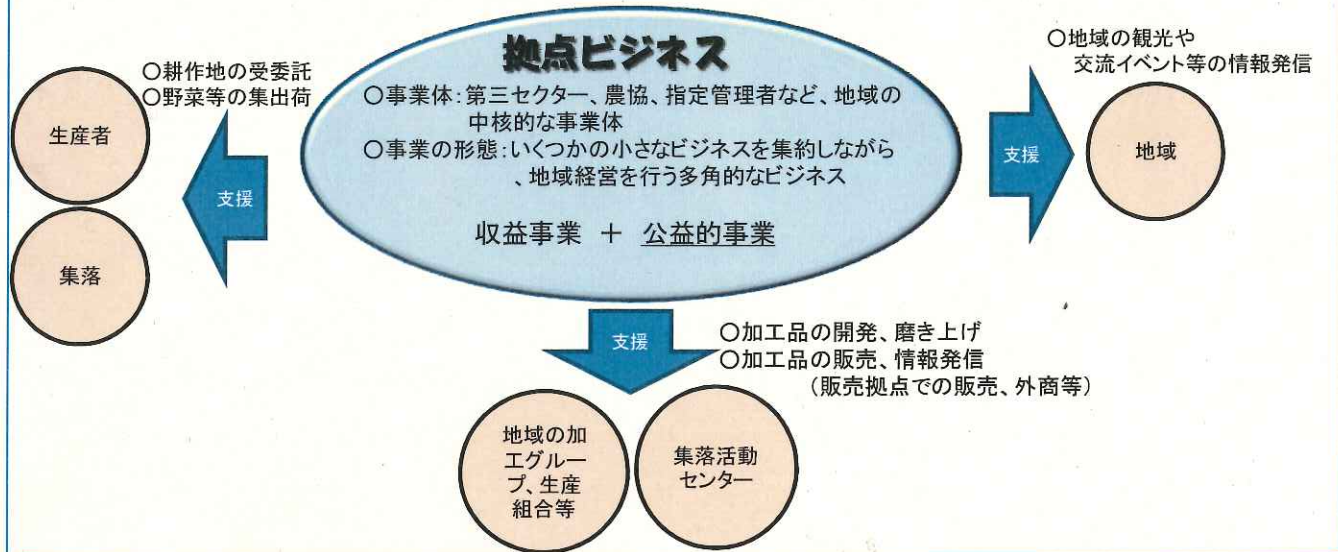 拠点ビジネス
○事業体：第三セクター、農協、指定管理者など、地域の
中核的な事業体
○事業の形態：いくつかの小さなビジネスを集約しながら
、地域経営を行う多角的なビジネス
収益事業　＋　公益的事業
○耕作地の受委託
○野菜等の集出荷
支援
生産者
集落
○地域の観光や
交流イベント等の情報発信
支援
地域
支援
○加工品の開発、磨き上げ
○加工品の販売、情報発信
（販売拠点での販売、外商等）
地域の加
工グルー
プ、生産
組合等
集落活動
センター